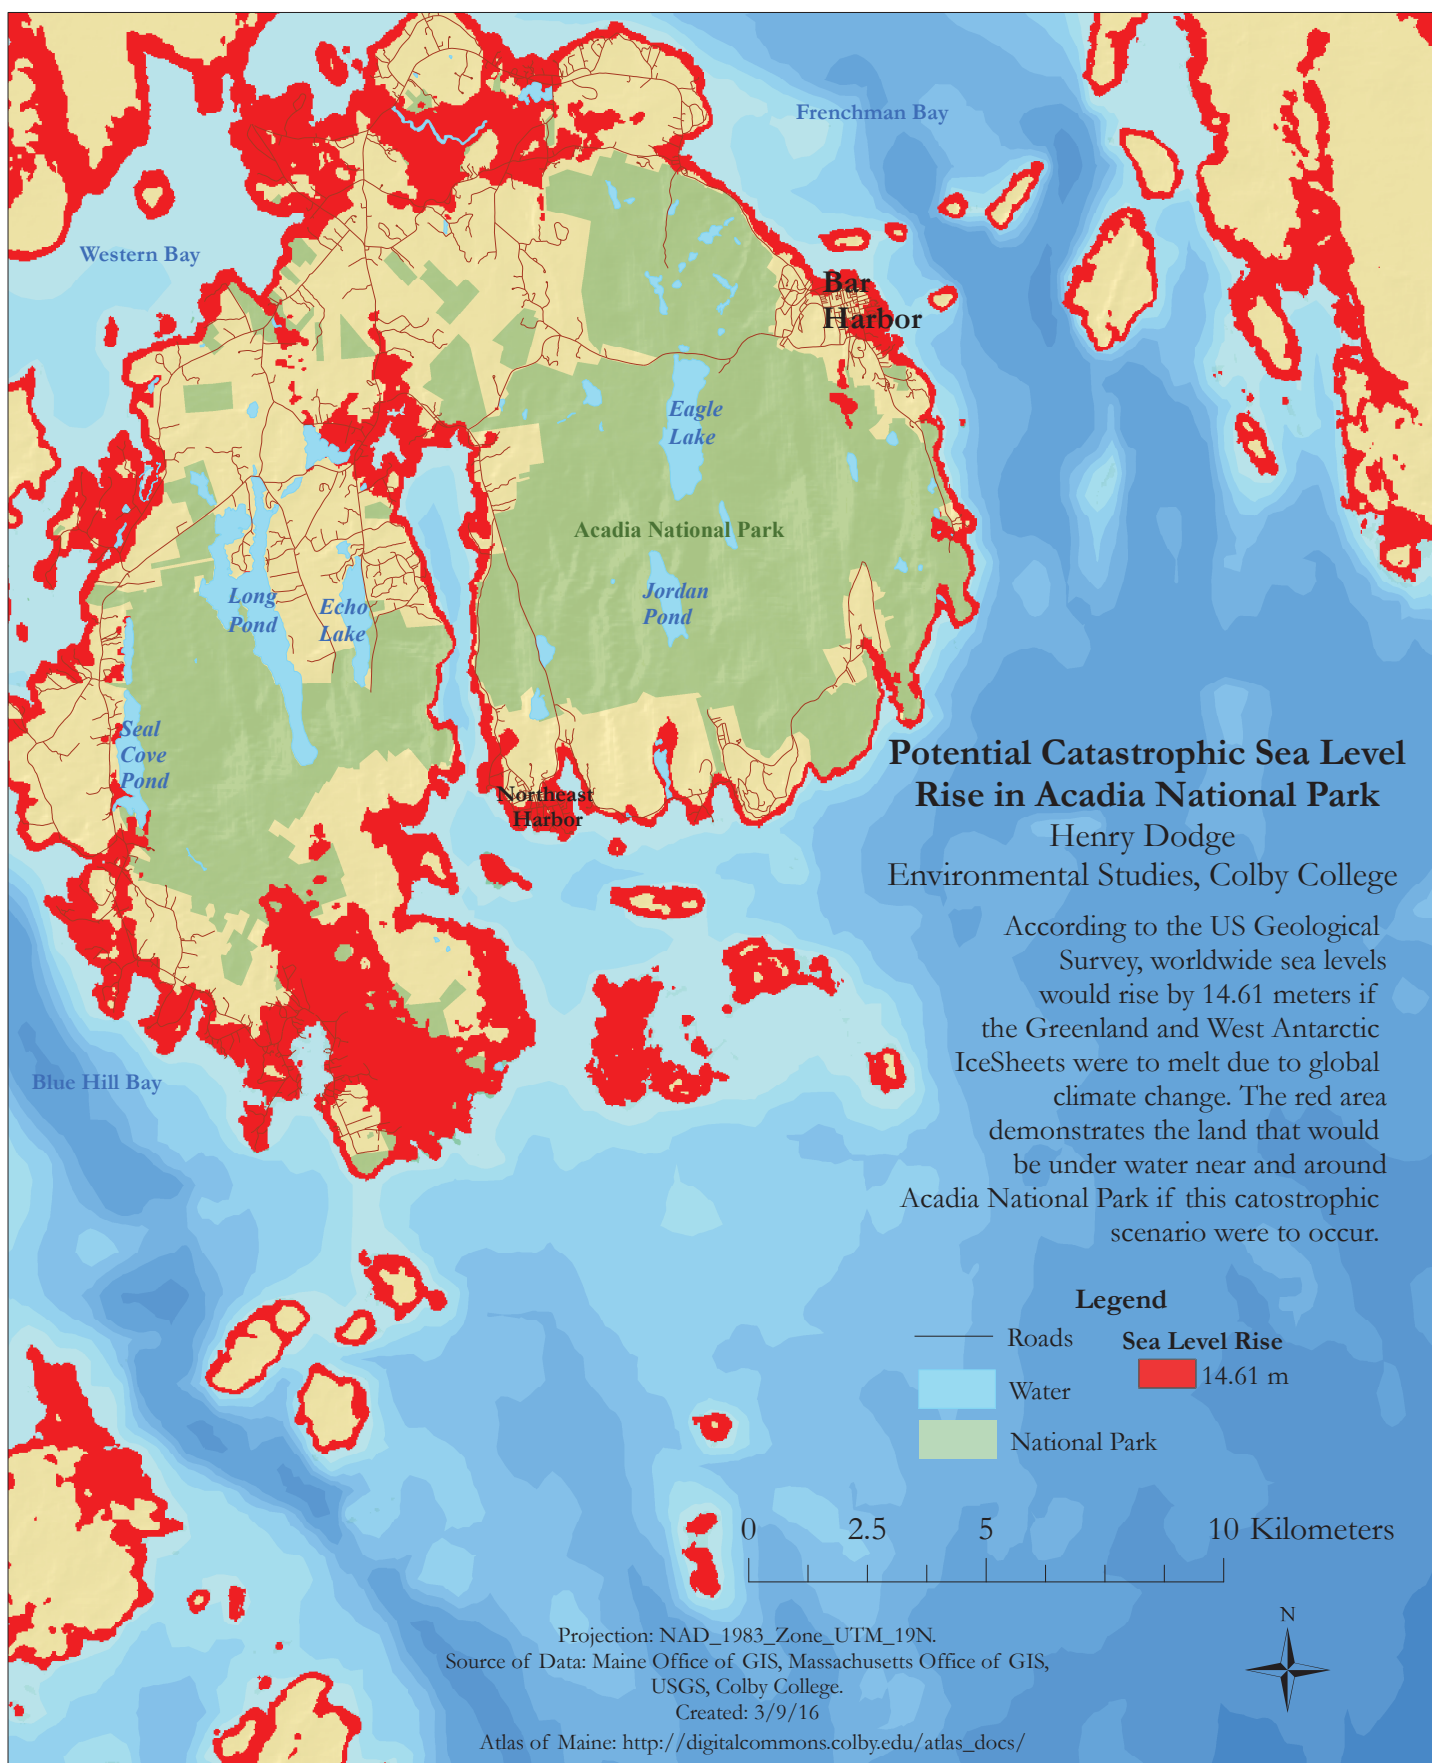 Frenchman Bay
Western Bay
Bar
Harbor
Eagle
Lake
Acadia National Park
Long
Pond
Echo
Lake
Jordan
Pond
Seal
Cove
Pond
Northeast
Harbor
Blue Hill Bay
Potential Catastrophic Sea Level
Rise in Acadia National Park
Henry Dodge
Environmental Studies, Colby College
According to the US Geological
Survey, worldwide sea levels
would rise by 14.61 meters if
the Greenland and West Antarctic
IceSheets were to melt due to global
climate change. The red area
demonstrates the land that would
be under water near and around
Acadia National Park if this catostrophic
scenario were to occur.
Legend
Roads
Sea Level Rise
14.61 m
Water
National Park
0 2.5 5 10 Kilometers
N
Projection: NAD_1983_Zone_UTM_19N.
Source of Data: Maine Office of GIS, Massachusetts Office of GIS,
USGS, Colby College.
Created: 3/9/16
Atlas of Maine: http://digitalcommons.colby.edu/atlas_docs/